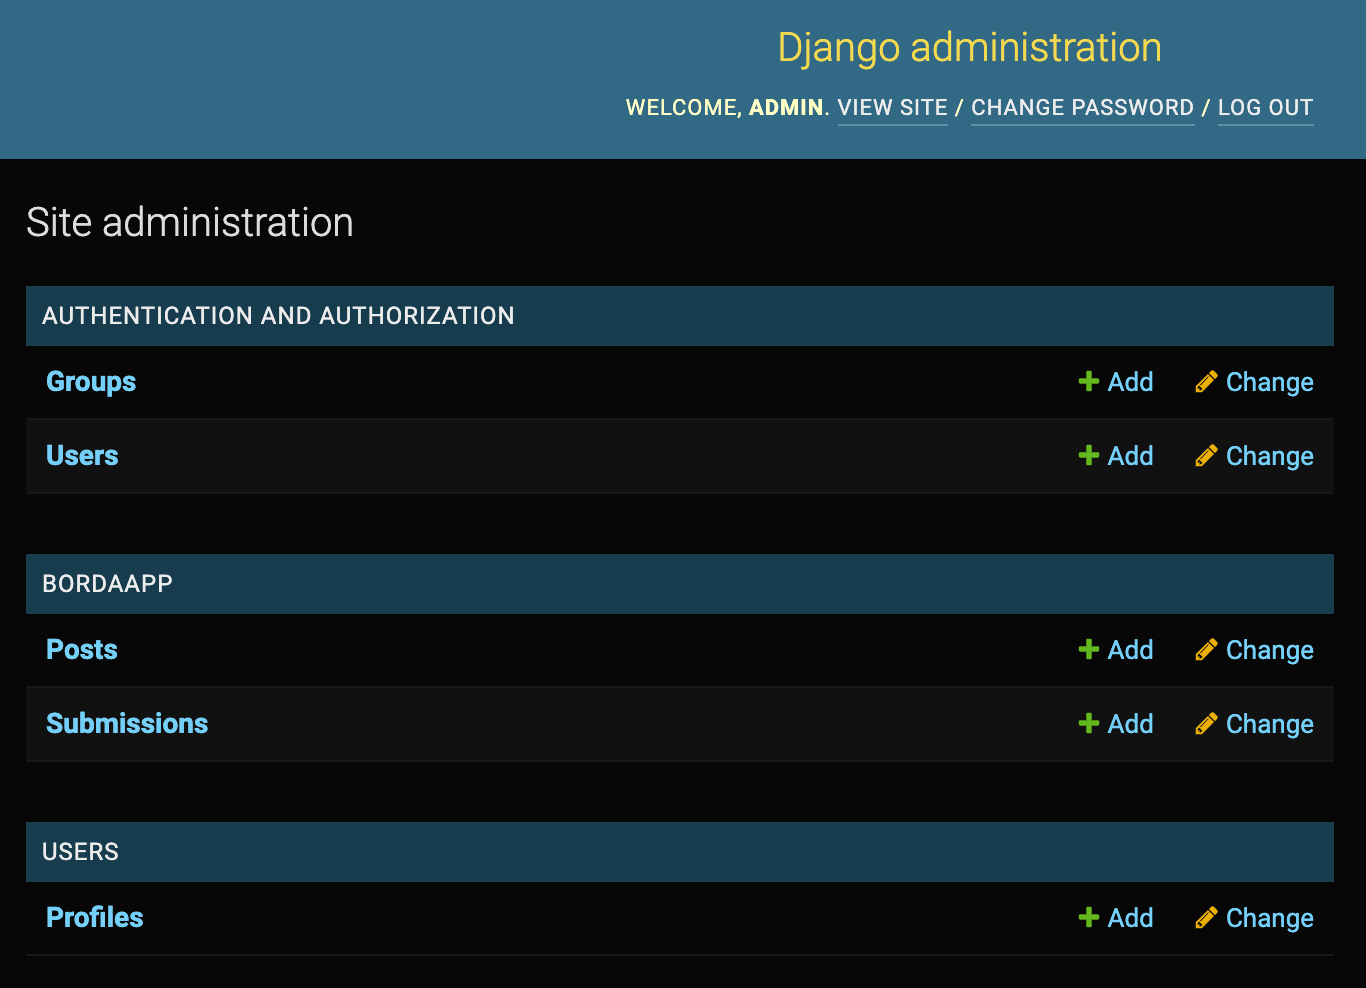 Django administration
WELCOME, ADMIN. VIEW SITE / CHANGE PASSWORD / LOG OUT
Site administration
AUTHENTICATION AND AUTHORIZATION
Groups Add Change
Users Add Change
BORDAAPP
Posts Add Change
Submissions Add Change
USERS
Profiles Add Change